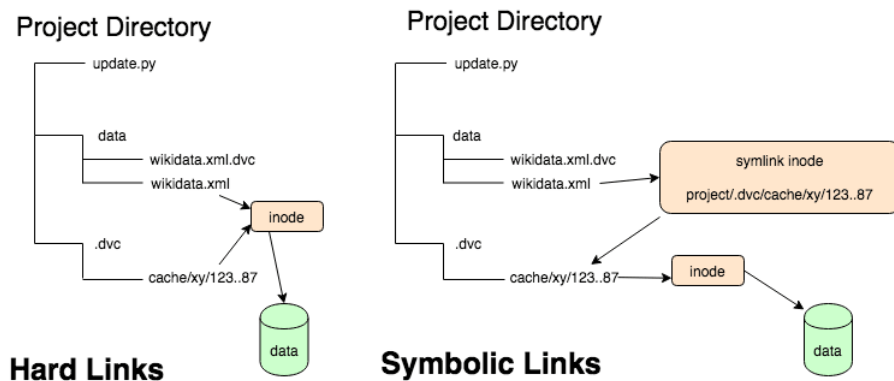 Project Directory
update.py
data
wikidata.xml.dvc
wikidata.xml
inode
.dvc
cache/xy/123..87
data
Hard Links
Project Directory
update.py
data
wikidata.xml.dvc
wikidata.xml
symlink inode
project/.dvc/cache/xy/123..87
.dvc
cache/xy/123..87
inode
data
Symbolic Links